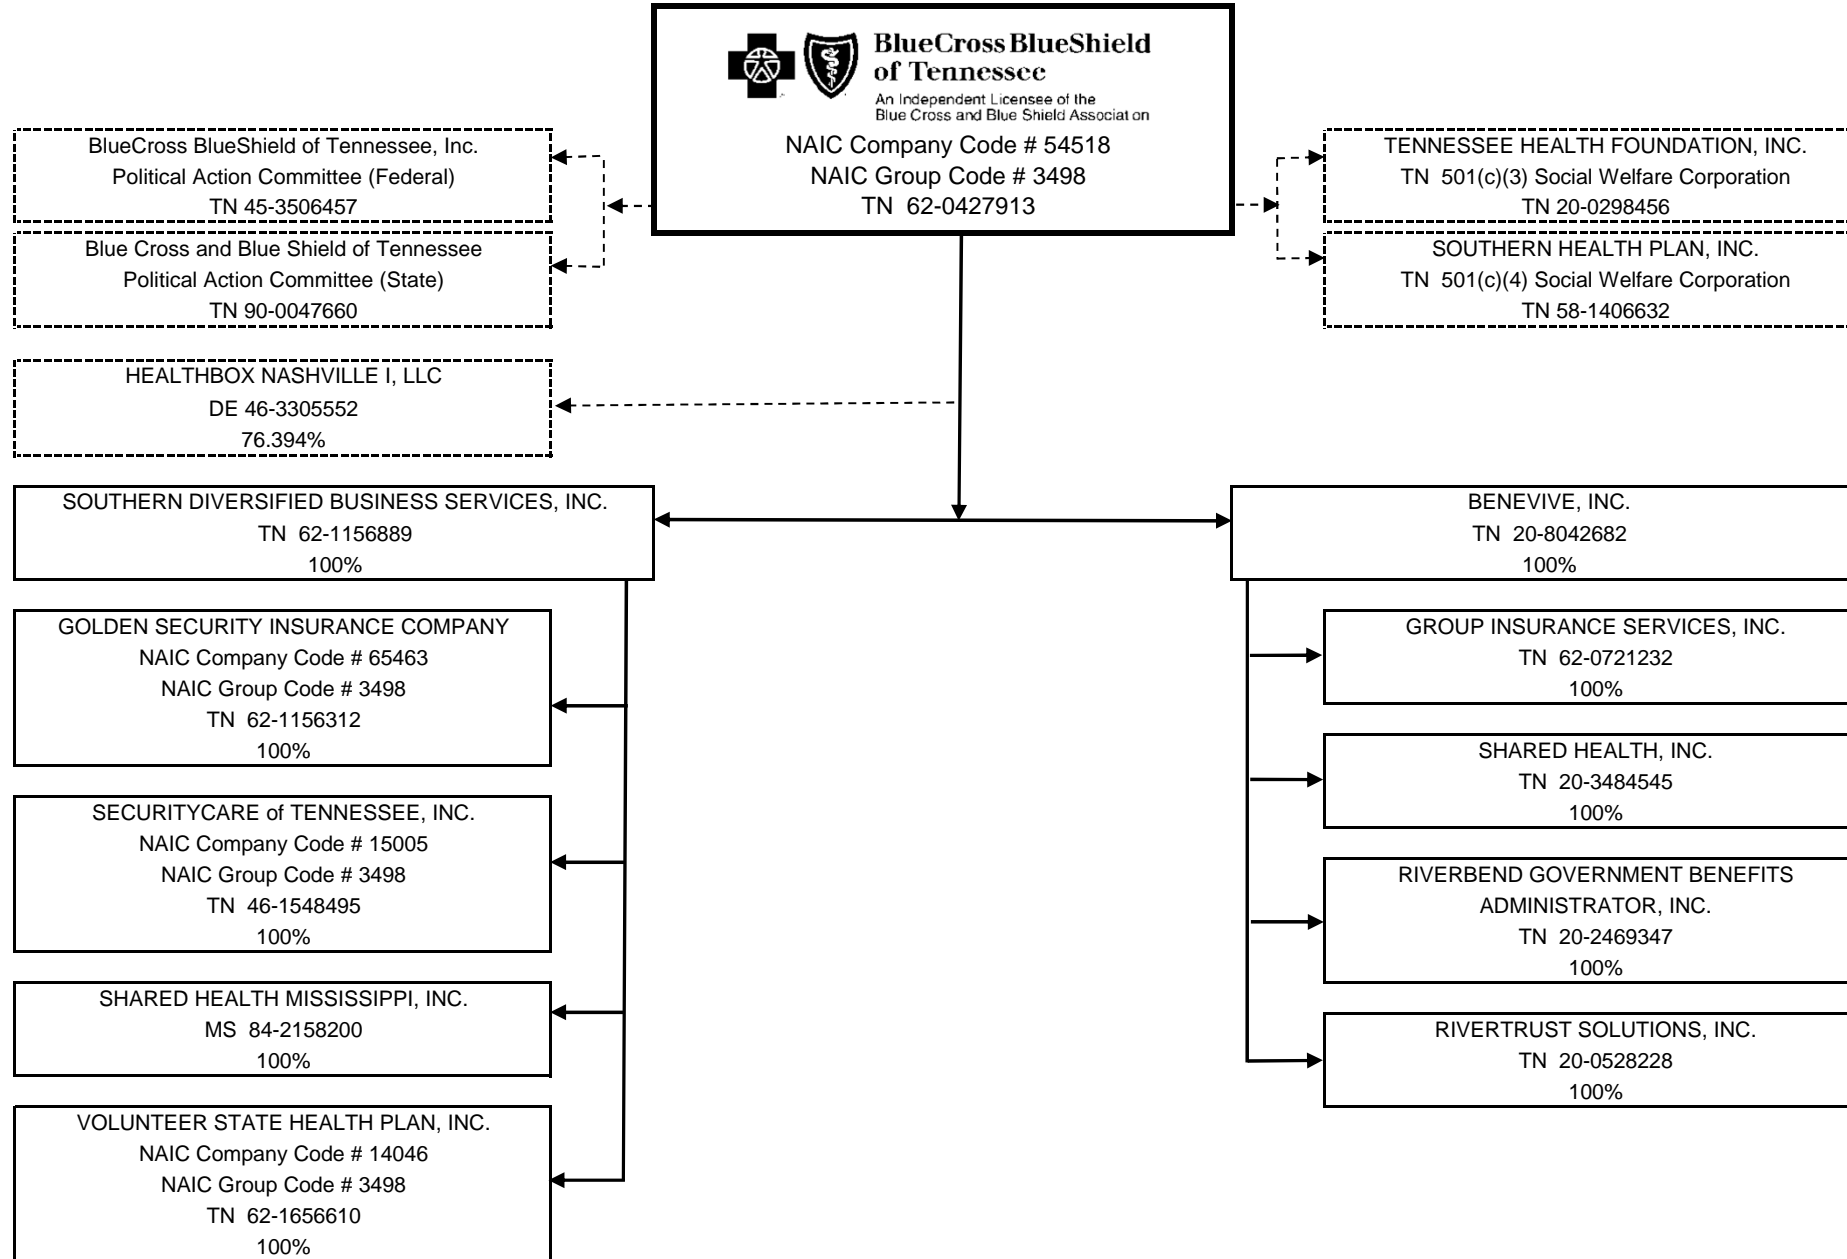 BlueCross BlueShield
of Tennessee
An Independent Licensee of the
Blue Cross and Blue Shield Association
NAIC Company Code # 54518
NAIC Group Code # 3498
TN 62-0427913
BlueCross BlueShield of Tennessee, Inc.
Political Action Committee (Federal)
TN 45-3506457
Blue Cross and Blue Shield of Tennessee
Political Action Committee (State)
TN 90-0047660
TENNESSEE HEALTH FOUNDATION, INC.
TN 501(c)(3) Social Welfare Corporation
TN 20-0298456
SOUTHERN HEALTH PLAN, INC.
TN 501(c)(4) Social Welfare Corporation
TN 58-1406632
HEALTHBOX NASHVILLE I, LLC
DE 46-3305552
76.394%
SOUTHERN DIVERSIFIED BUSINESS SERVICES, INC.
TN 62-1156889
100%
GOLDEN SECURITY INSURANCE COMPANY
NAIC Company Code # 65463
NAIC Group Code # 3498
TN 62-1156312
100%
SECURITYCARE of TENNESSEE, INC.
NAIC Company Code # 15005
NAIC Group Code # 3498
TN 46-1548495
100%
SHARED HEALTH MISSISSIPPI, INC.
MS 84-2158200
100%
VOLUNTEER STATE HEALTH PLAN, INC.
NAIC Company Code # 14046
NAIC Group Code # 3498
TN 62-1656610
100%
BENEVIVE, INC.
TN 20-8042682
100%
GROUP INSURANCE SERVICES, INC.
TN 62-0721232
100%
SHARED HEALTH, INC.
TN 20-3484545
100%
RIVERBEND GOVERNMENT BENEFITS
ADMINISTRATOR, INC.
TN 20-2469347
100%
RIVERTRUST SOLUTIONS, INC.
TN 20-0528228
100%